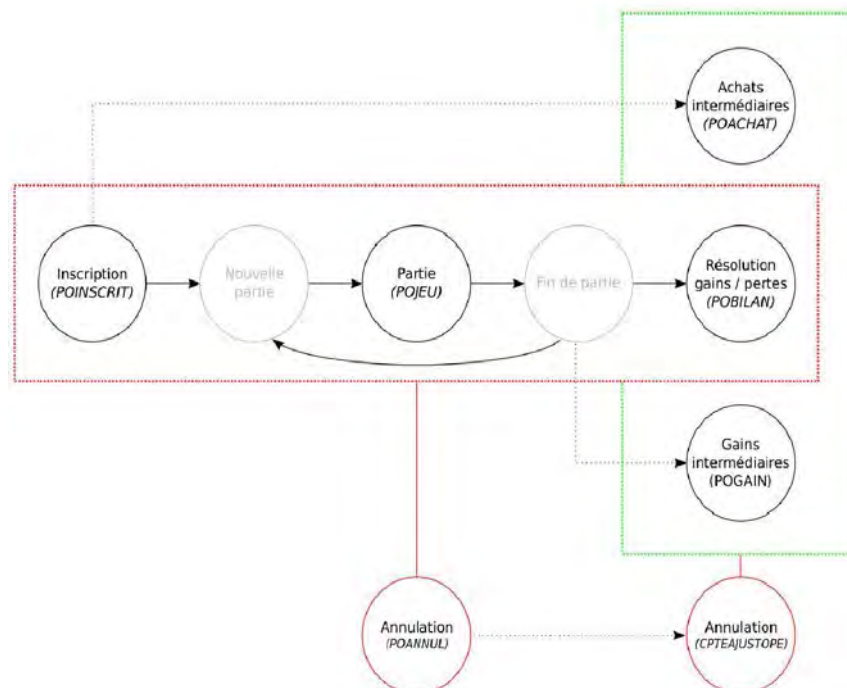 Achats
intermédiaires
(POACHAT)
Inscription
(POINSCRIT)
Nouvelle
partie
Partie
(POJEU)
Fin de partie
Résolution
gains / pertes
(POBILAN)
Gains
intermédiaires
(POGAIN)
Annulation
(POANNUL)
Annulation
(CPTEAJUSTOPE)